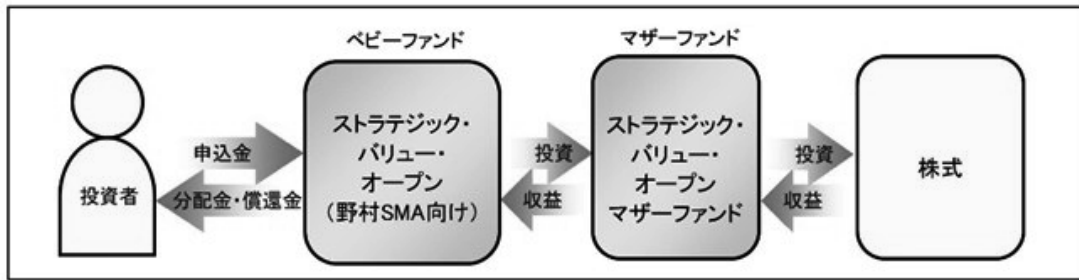 ベビーファンド
マザーファンド
投資者
申込金
分配金・償還金
ストラテジック・
バリュー・
オープン
(野村SMA向け)
投資
収益
ストラテジック・
バリュー・
オープン
マザーファンド
投資
収益
株式